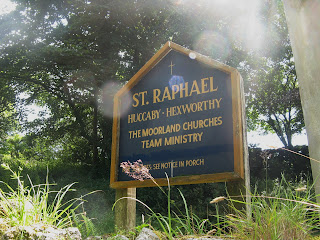 ST. RAPHAEL
HUCCABY - HEXWORTHY
THE MOORLAND CHURCHES
TEAM MINISTRY
SEE NOTICE IN PORCH